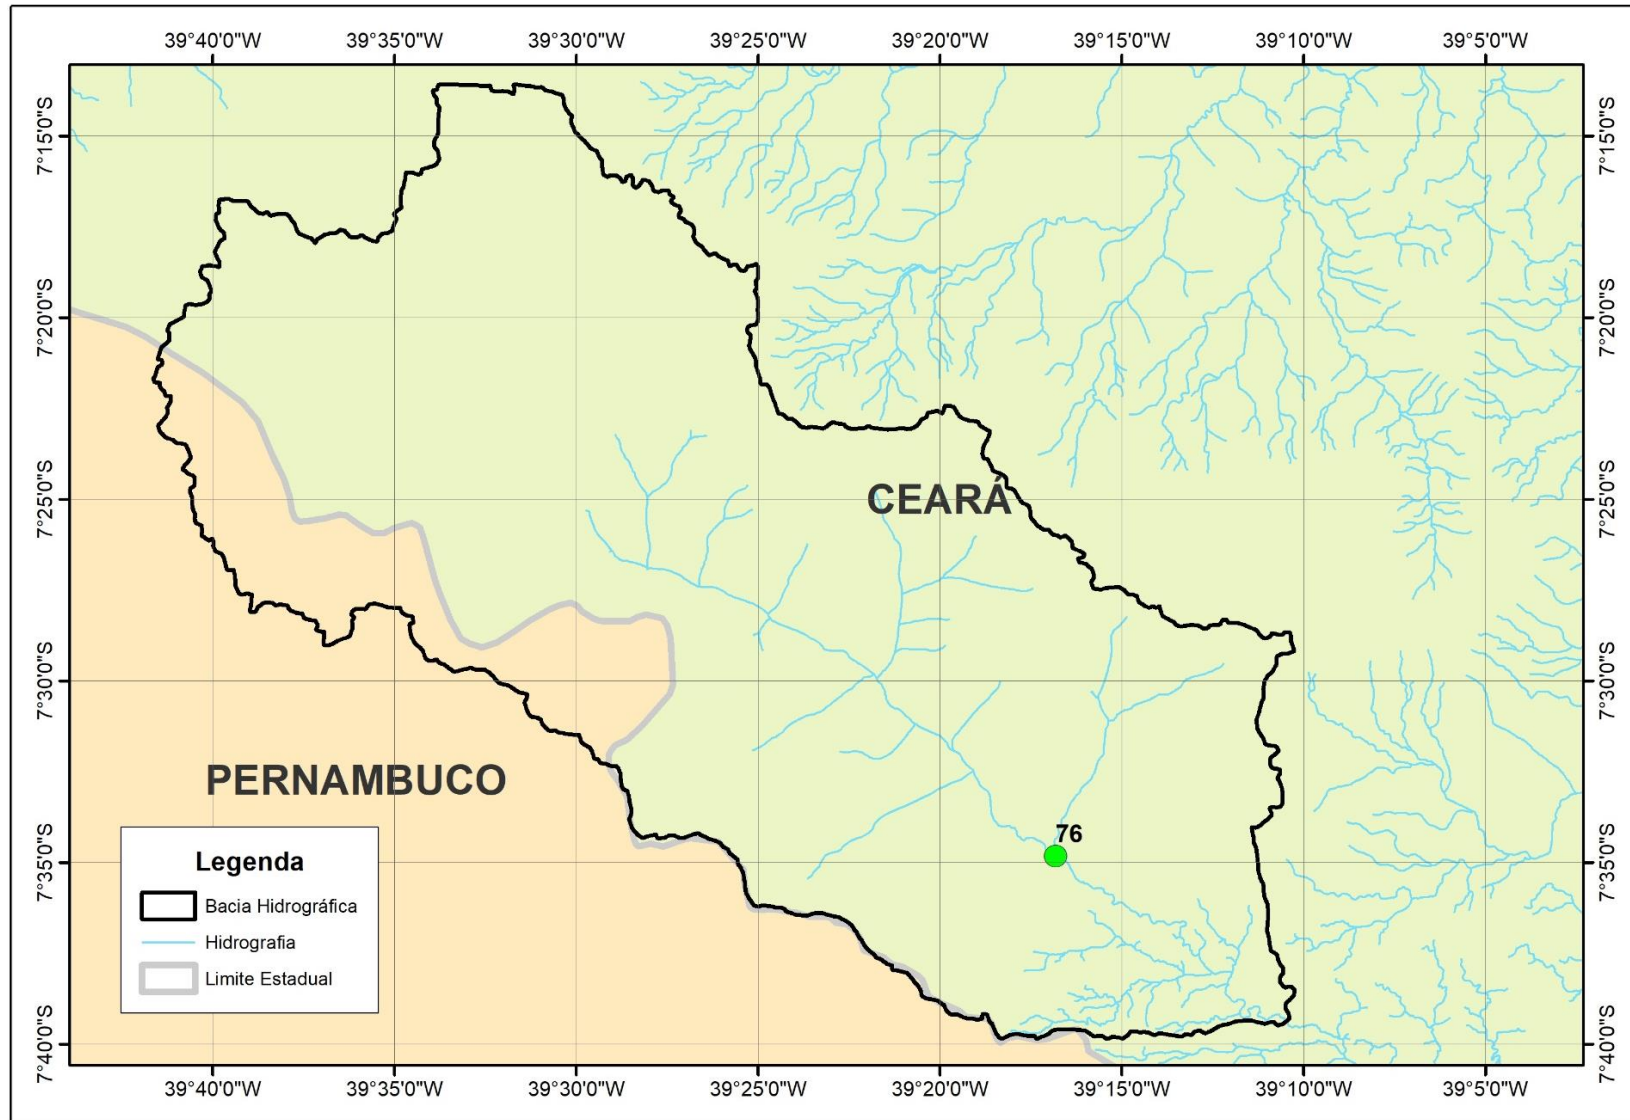 39°40'0"W 39°35'0"W 39°30'0"W 39°25'0"W 39°20'0"W 39°15'0"W 39°10'0"W 39°5'0"W
7°15'0"S 7°15'0"S
7°20'0"S 7°20'0"S
7°25'0"S 7°25'0"S
CEARÁ
7°30'0"S 7°30'0"S
PERNAMBUCO
76
7°35'0"S 7°35'0"S
Legenda
Bacia Hidrográfica
Hidrografia
Limite Estadual
7°40'0"S 7°40'0"S
39°40'0"W 39°35'0"W 39°30'0"W 39°25'0"W 39°20'0"W 39°15'0"W 39°10'0"W 39°5'0"W